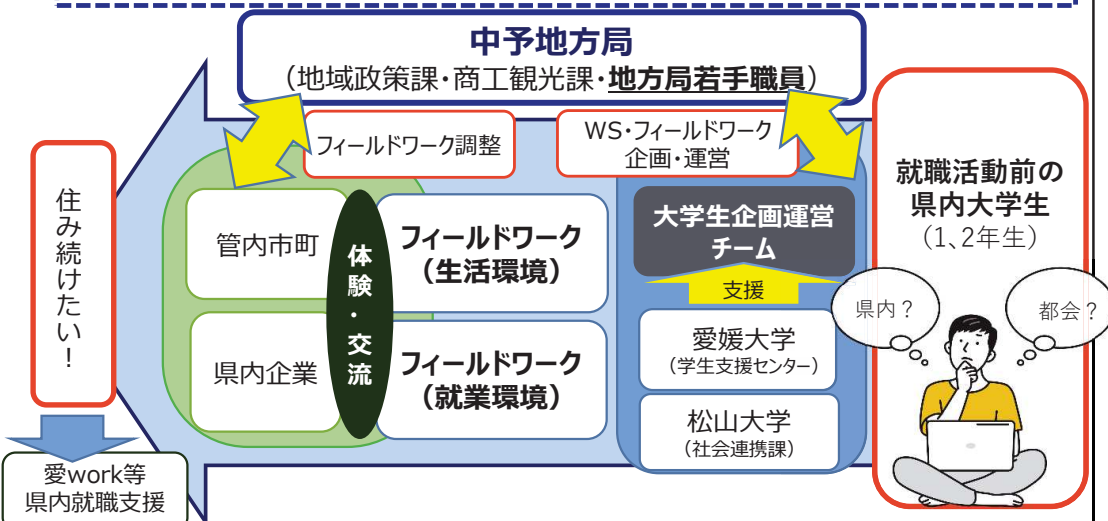 中予地方局
（地域政策課・商工観光課・地方局若手職員）
フィールドワーク調整
WS・フィールドワーク
企画・運営
就職活動前の
県内大学生
（1、2年生）
県内？
都会？
大学生企画運営
チーム
支援
愛媛大学
（学生支援センター）
松山大学
（社会連携課）
フィールドワーク
（生活環境）
フィールドワーク
（就業環境）
体験・交流
管内市町
県内企業
住み続けたい！
愛work等
県内就職支援